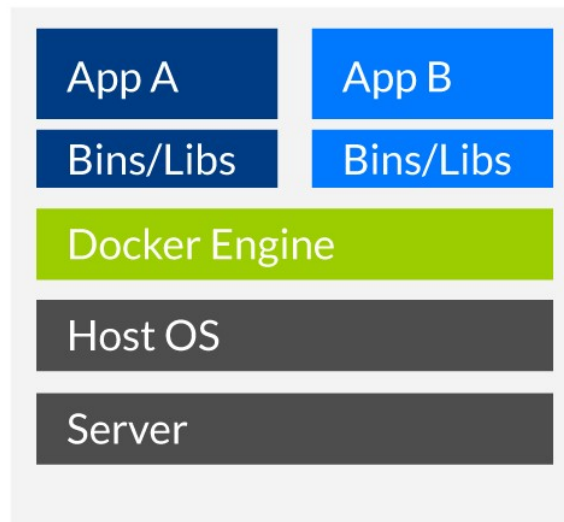 App A
App B
Bins/Libs
Bins/Libs
Docker Engine
Host OS
Server